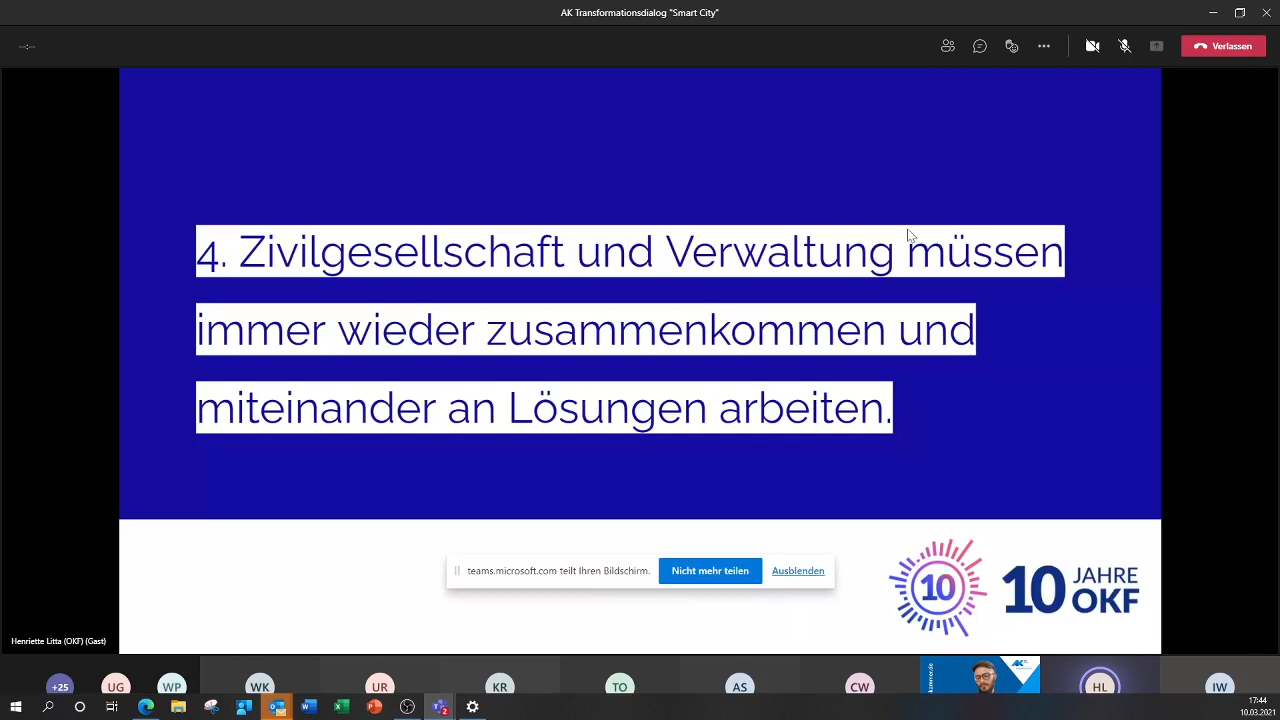 AK Transformationsdialog "Smart City"
--:--
Verlassen
4. Zivilgesellschaft und Verwaltung müssen
immer wieder zusammenkommen und
miteinander an Lösungen arbeiten.
teams.microsoft.com teilt Ihren Bildschirm.
Nicht mehr teilen
Ausblenden
10
10 JAHRE
OKF
Henriette Litta (OKF) (Gast)
+25
UG
WP
WK
UR
KR
TO
AS
CW
AK
HL
IW
2
17:44
10.03.2021